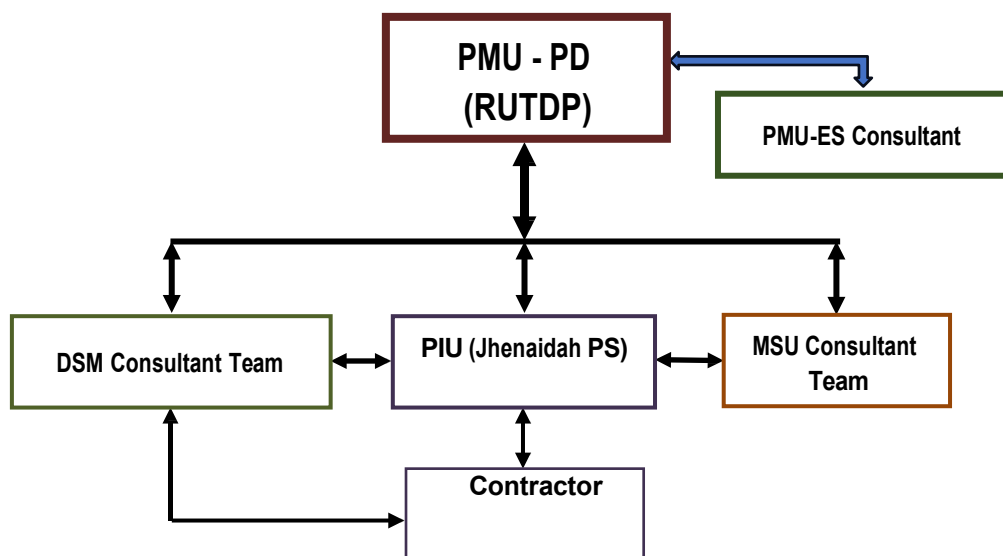 PMU - PD
(RUTDP)
PMU-ES Consultant
DSM Consultant Team
PIU (Jhenaidah PS)
MSU Consultant
Team
Contractor